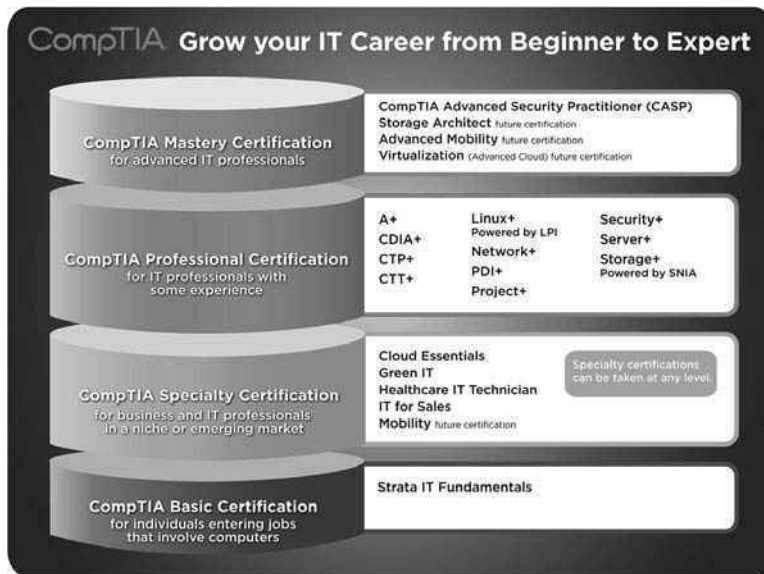 CompTIA Grow your IT Career from Beginner to Expert
CompTIA Mastery Certification
for advanced IT professionals
CompTIA Advanced Security Practitioner (CASP)
Storage Architect future certification
Advanced Mobility future certification
Virtualization (Advanced Cloud) future certification
CompTIA Professional Certification
for IT professionals with
some experience
A+
CDIA+
CTP+
CTT+
Linux+
Powered by LPI
Network+
PDI+
Project+
Security+
Server+
Storage+
Powered by SNIA
CompTIA Specialty Certification
for business and IT professionals
in a niche or emerging market
Cloud Essentials
Green IT
Healthcare IT Technician
IT for Sales
Mobility future certification
Specialty certifications
can be taken at any level.
CompTIA Basic Certification
for individuals entering jobs
that involve computers
Strata IT Fundamentals